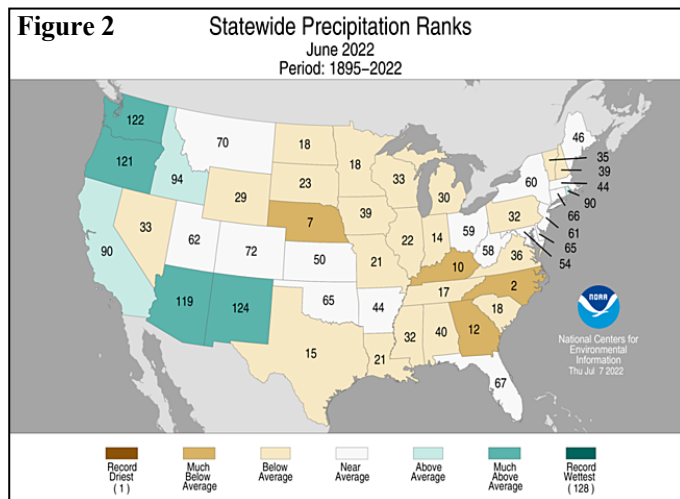 Figure 2
Statewide Precipitation Ranks
June 2022
Period: 1895–2022
122
121
70
94
90
33
29
62
72
119
124
18
23
7
50
65
15
18
39
21
44
21
33
22
30
14
59
10
17
32
40
12
18
2
36
58
32
60
67
46
35
39
44
90
66
61
65
54
NOAA
National Centers for
Environmental
Information
Thu Jul 7 2022
Record
Driest
(1)
Much
Below
Average
Below
Average
Near
Average
Above
Average
Much
Above
Average
Record
Wettest
(128)